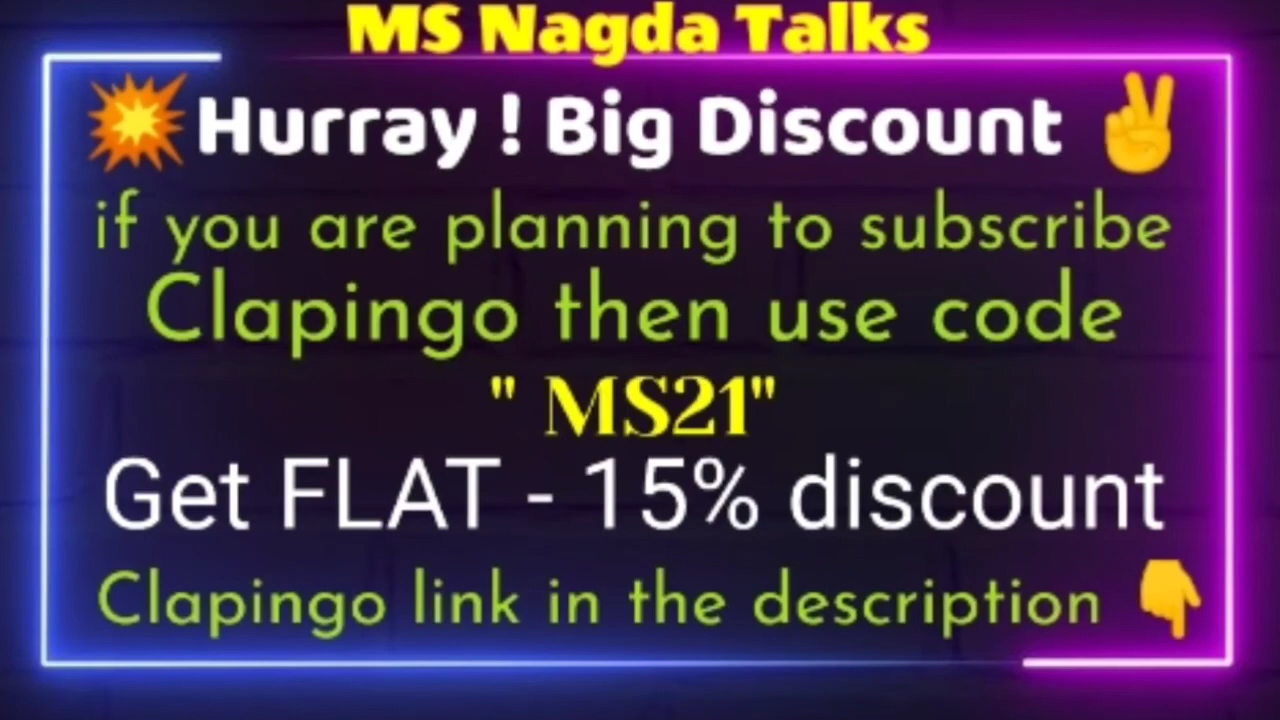 MS Nagda Talks
💥Hurray ! Big Discount ✌
if you are planning to subscribe
Clapingo then use code
" MS21"
Get FLAT - 15% discount
Clapingo link in the description 👇